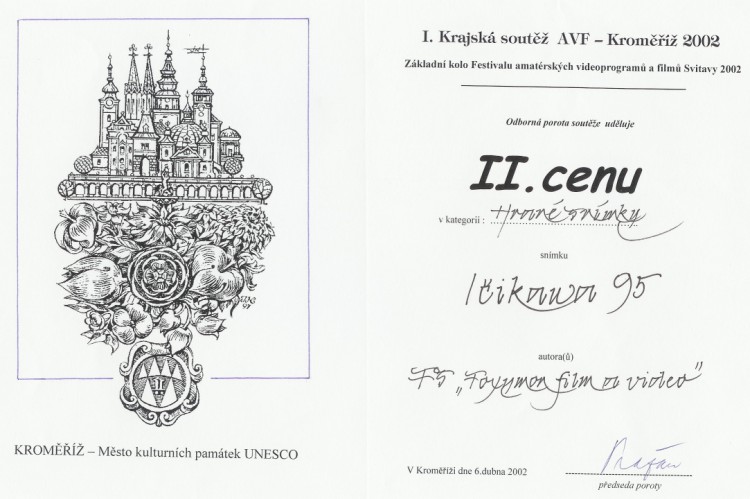 KROMĚŘÍŽ – Město kulturních památek UNESCO
I. Krajská soutěž AVF – Kroměříž 2002
Základní kolo Festivalu amatérských videoprogramů a filmů Svitavy 2002
Odborná porota soutěže uděluje
II. cenu
v kategorii : Hrané snímky
snímku
Ičikawa 95
autora(ů)
FS „Foxymon film a video"
V Kroměříži dne 6.dubna 2002
předseda poroty